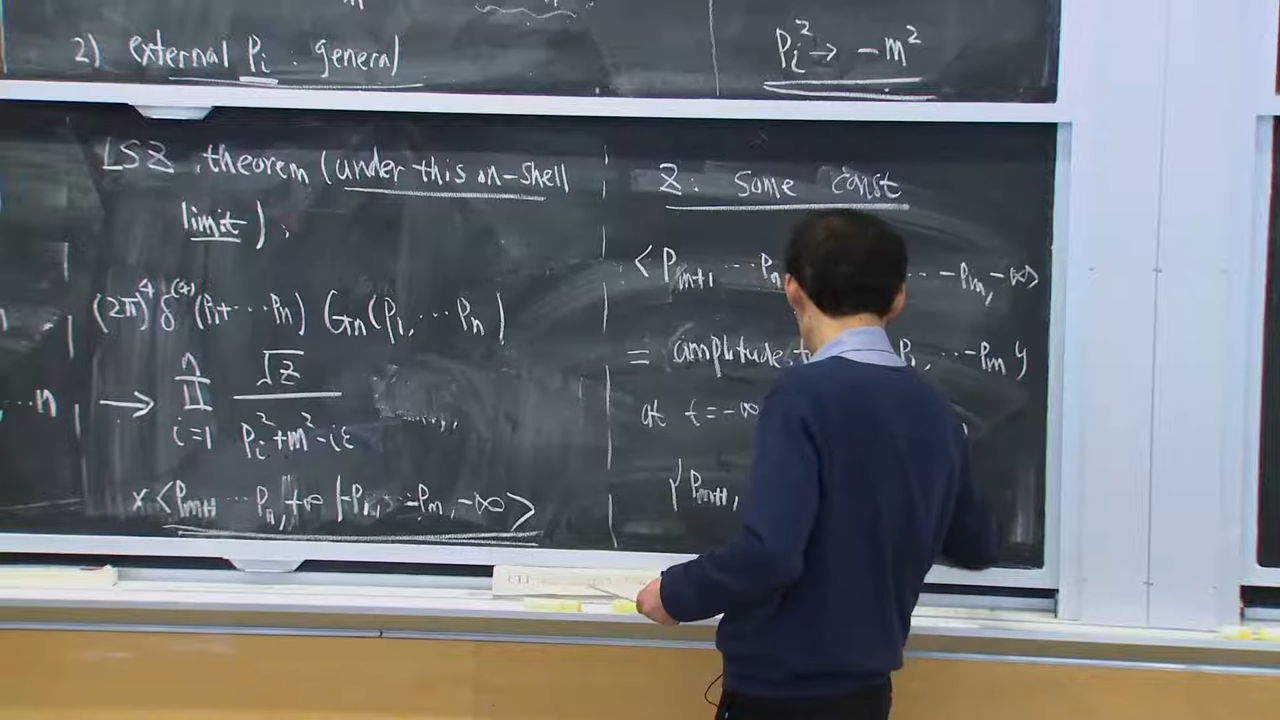 2) external Pi . general
Pi² → -m²
LSZ theorem (under this on-shell
limit).
(2π)⁴ δ⁽⁴⁾(P₁+···Pn) Gn(P₁,···Pn)
···n
→ ∏ i=1 n √Z / Pi²+m²-iε
× <Pm+1 ··· Pn,+∞ |-P₁, ··-Pm,-∞>
Z: Some const
<Pm+1 ··· Pn ··· -Pm,-∞>
= amplitude P₁, ··-Pm }
at t=-∞
{Pm+1,